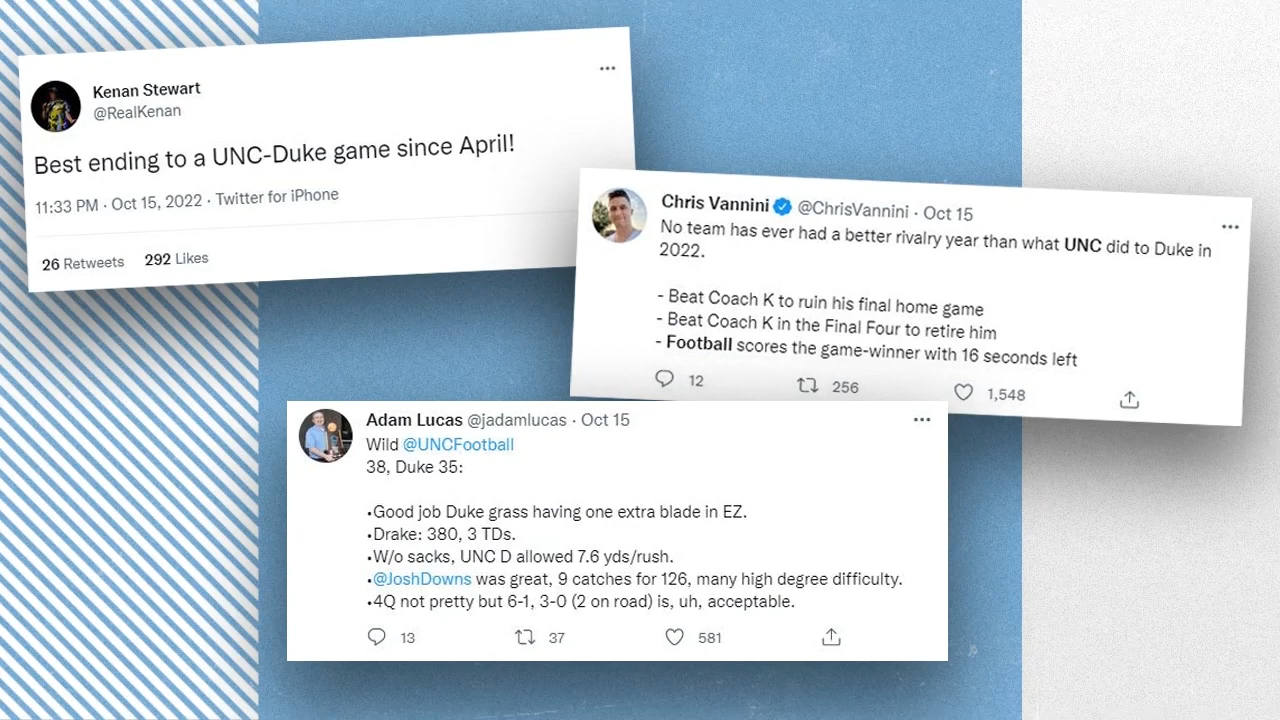 Kenan Stewart
@RealKenan
Best ending to a UNC-Duke game since April!
11:33 PM · Oct 15, 2022 · Twitter for iPhone
26 Retweets 292 Likes
Chris Vannini @ChrisVannini · Oct 15
No team has ever had a better rivalry year than what UNC did to Duke in
2022.
- Beat Coach K to ruin his final home game
- Beat Coach K in the Final Four to retire him
- Football scores the game-winner with 16 seconds left
12 256 1,548
Adam Lucas @jadamlucas · Oct 15
Wild @UNCFootball
38, Duke 35:
•Good job Duke grass having one extra blade in EZ.
•Drake: 380, 3 TDs.
•W/o sacks, UNC D allowed 7.6 yds/rush.
•@JoshDowns was great, 9 catches for 126, many high degree difficulty.
•4Q not pretty but 6-1, 3-0 (2 on road) is, uh, acceptable.
13 37 581